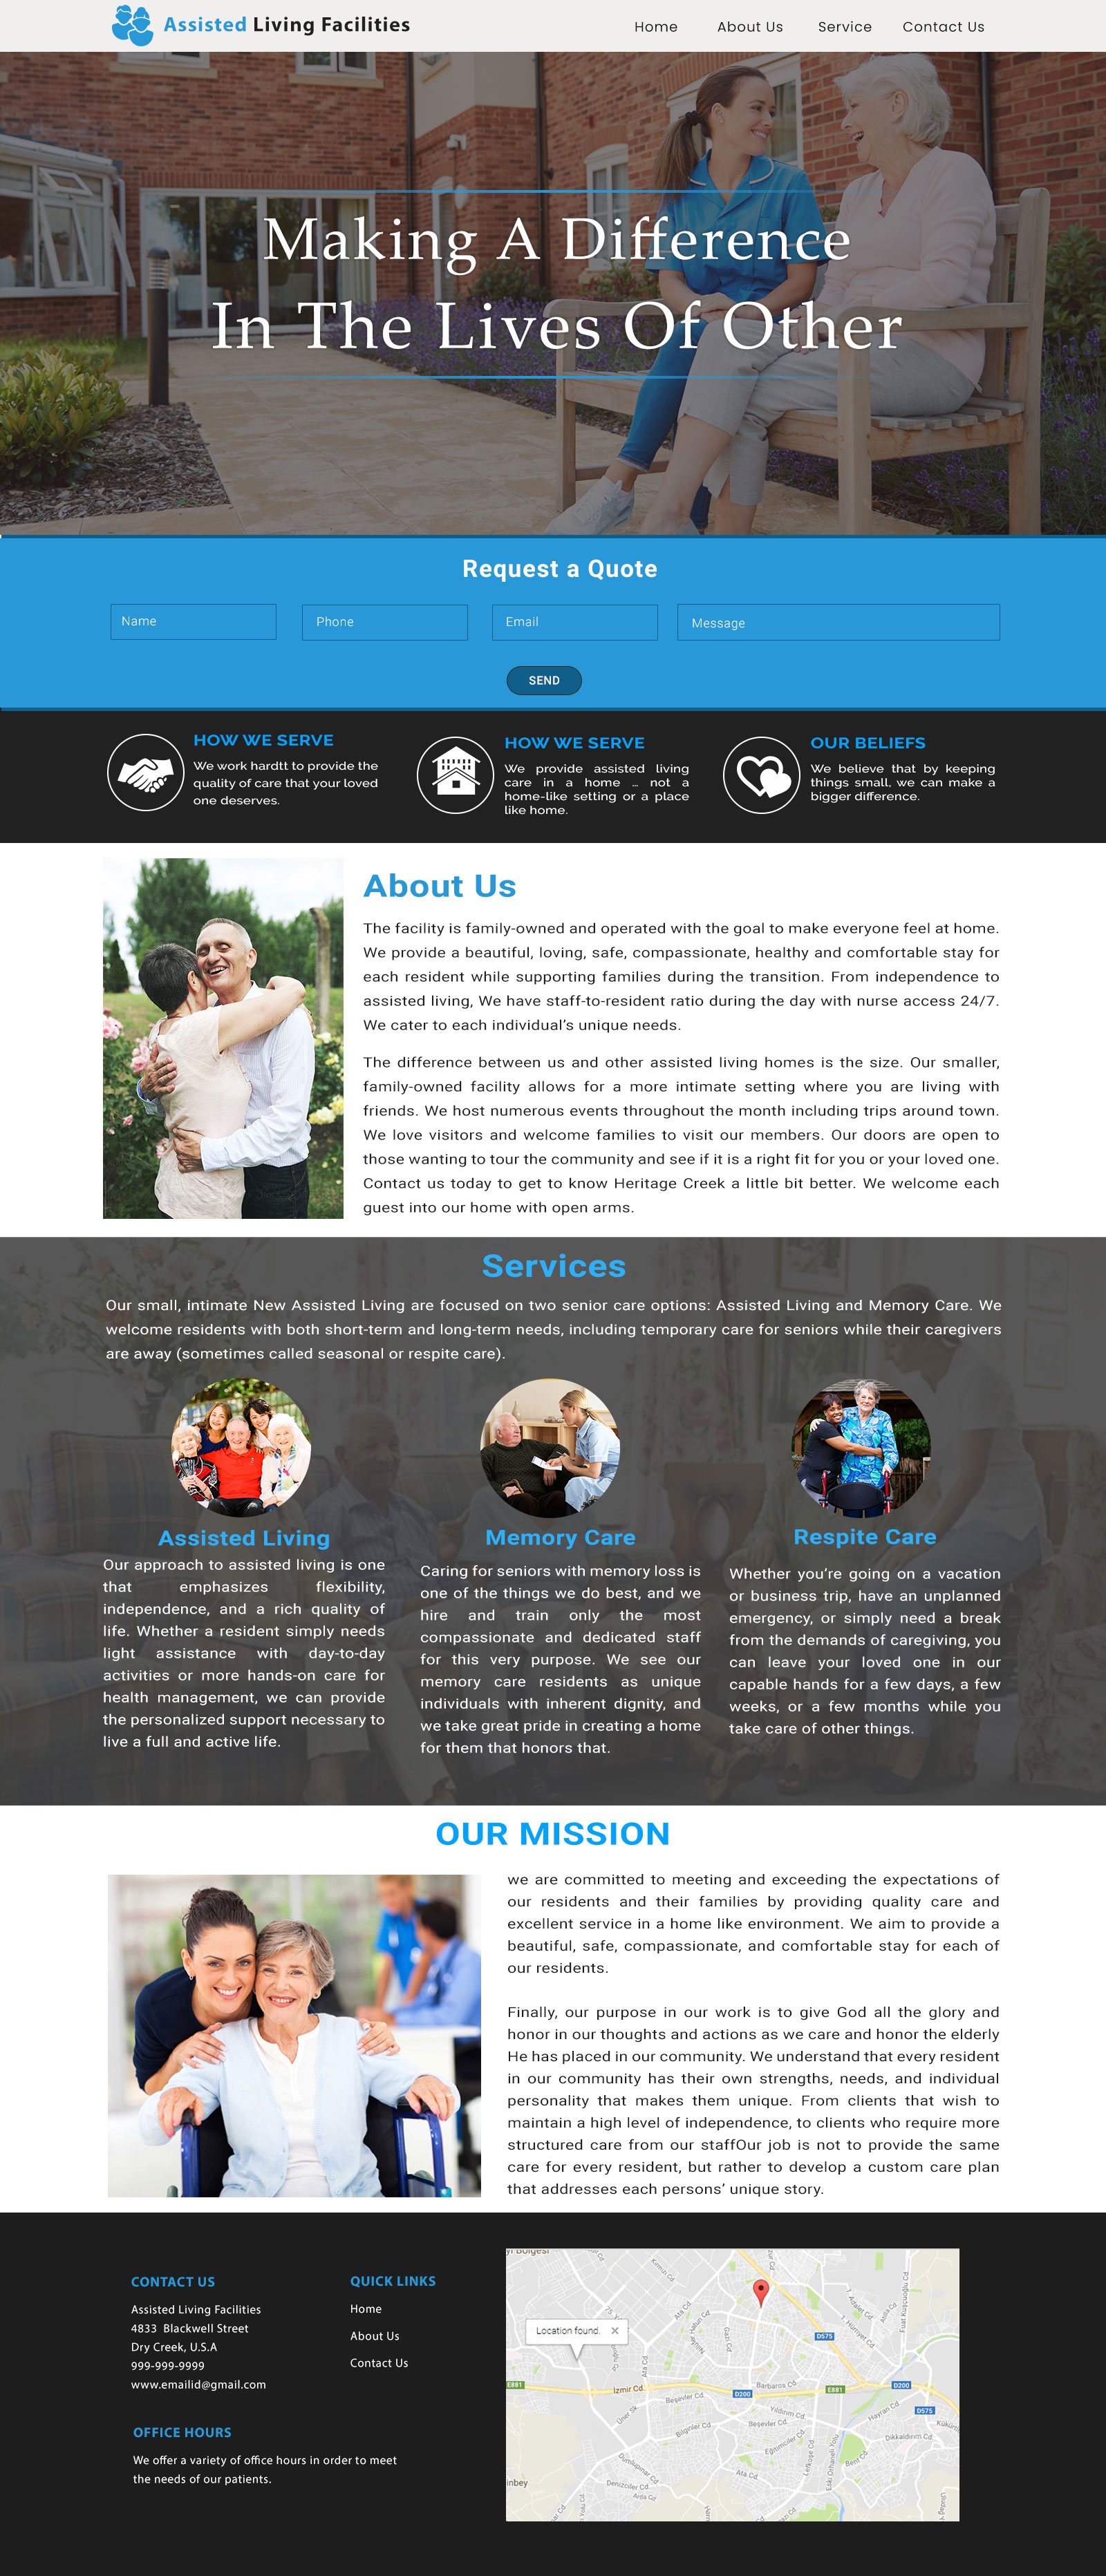 Assisted Living Facilities
Home About Us Service Contact Us
Making A Difference
In The Lives Of Other
Request a Quote
Name
Phone
Email
Message
SEND
HOW WE SERVE
We work hardtt to provide the
quality of care that your loved
one deserves.
HOW WE SERVE
We provide assisted living
care in a home ... not a
home-like setting or a place
like home.
OUR BELIEFS
We believe that by keeping
things small, we can make a
bigger difference.
About Us
The facility is family-owned and operated with the goal to make everyone feel at home.
We provide a beautiful, loving, safe, compassionate, healthy and comfortable stay for
each resident while supporting families during the transition. From independence to
assisted living, We have staff-to-resident ratio during the day with nurse access 24/7.
We cater to each individual's unique needs.
The difference between us and other assisted living homes is the size. Our smaller,
family-owned facility allows for a more intimate setting where you are living with
friends. We host numerous events throughout the month including trips around town.
We love visitors and welcome families to visit our members. Our doors are open to
those wanting to tour the community and see if it is a right fit for you or your loved one.
Contact us today to get to know Heritage Creek a little bit better. We welcome each
guest into our home with open arms.
Services
Our small, intimate New Assisted Living are focused on two senior care options: Assisted Living and Memory Care. We
welcome residents with both short-term and long-term needs, including temporary care for seniors while their caregivers
are away (sometimes called seasonal or respite care).
Assisted Living
Our approach to assisted living is one
that emphasizes flexibility,
independence, and a rich quality of
life. Whether a resident simply needs
light assistance with day-to-day
activities or more hands-on care for
health management, we can provide
the personalized support necessary to
live a full and active life.
Memory Care
Caring for seniors with memory loss is
one of the things we do best, and we
hire and train only the most
compassionate and dedicated staff
for this very purpose. We see our
memory care residents as unique
individuals with inherent dignity, and
we take great pride in creating a home
for them that honors that.
Respite Care
Whether you're going on a vacation
or business trip, have an unplanned
emergency, or simply need a break
from the demands of caregiving, you
can leave your loved one in our
capable hands for a few days, a few
weeks, or a few months while you
take care of other things.
OUR MISSION
we are committed to meeting and exceeding the expectations of
our residents and their families by providing quality care and
excellent service in a home like environment. We aim to provide a
beautiful, safe, compassionate, and comfortable stay for each of
our residents.
Finally, our purpose in our work is to give God all the glory and
honor in our thoughts and actions as we care and honor the elderly
He has placed in our community. We understand that every resident
in our community has their own strengths, needs, and individual
personality that makes them unique. From clients that wish to
maintain a high level of independence, to clients who require more
structured care from our staffOur job is not to provide the same
care for every resident, but rather to develop a custom care plan
that addresses each persons' unique story.
CONTACT US
Assisted Living Facilities
4833 Blackwell Street
Dry Creek, U.S.A
999-999-9999
www.emailid@gmail.com
QUICK LINKS
Home
About Us
Contact Us
OFFICE HOURS
We offer a variety of office hours in order to meet
the needs of our patients.
Location found.
D575
E881
İzmir Cd.
D200
Barbaros Cd.
E881
D200
D575
Beşevler Cd.
Yıldırım Cd.
Hayran Cd.
Bilginler Cd.
Beşevler Cd.
Dikkaldırım Cd.
Ata Cd.
Denizciler Cd.
Arda Cd.